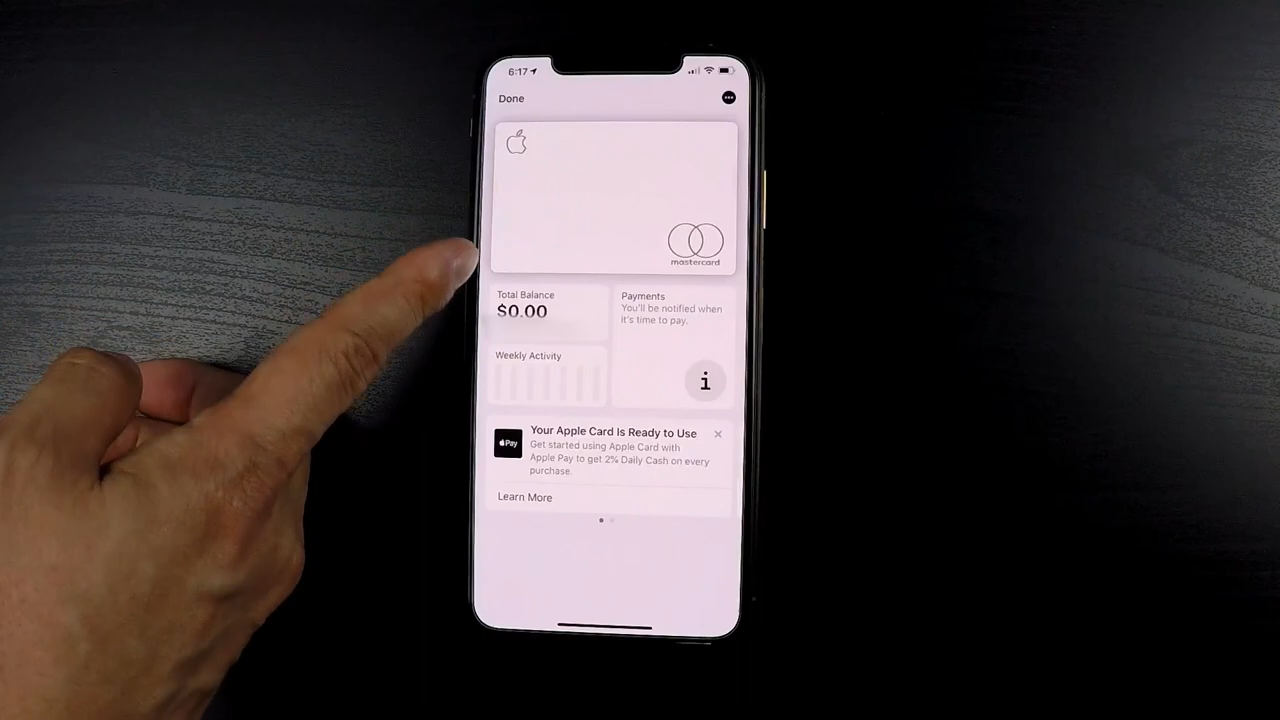 6:17
Done
mastercard
Total Balance
$0.00
Payments
You'll be notified when
it's time to pay.
Weekly Activity
i
Pay
Your Apple Card Is Ready to Use
Get started using Apple Card with
Apple Pay to get 2% Daily Cash on every
purchase.
Learn More